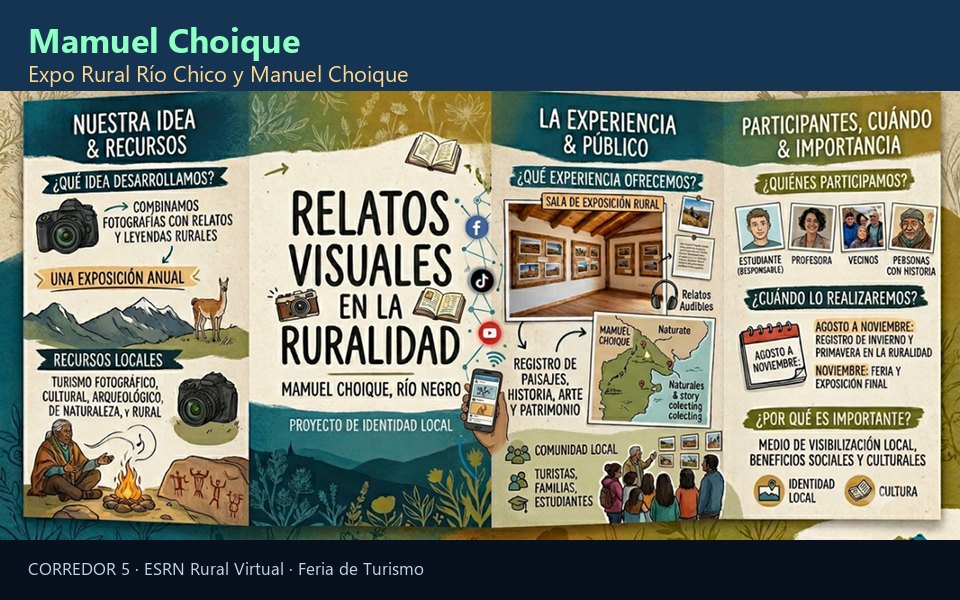 Mamuel Choique
Expo Rural Río Chico y Manuel Choique
NUESTRA IDEA
& RECURSOS
¿QUÉ IDEA DESARROLLAMOS?
COMBINAMOS
FOTOGRAFÍAS CON RELATOS
Y LEYENDAS RURALES
UNA EXPOSICIÓN ANUAL
RECURSOS LOCALES
TURISMO FOTOGRÁFICO,
CULTURAL, ARQUEOLÓGICO,
DE NATURALEZA, y RURAL
RELATOS
VISUALES
EN LA
RURALIDAD
MAMUEL CHOIQUE, RÍO NEGRO
PROYECTO DE IDENTIDAD LOCAL
LA EXPERIENCIA
& PÚBLICO
¿QUÉ EXPERIENCIA OFRECEMOS?
SALA DE EXPOSICIÓN RURAL
Relatos
Audibles
REGISTRO DE
PAISAJES,
HISTORIA, ARTE
Y PATRIMONIO
MAMUEL
CHOIQUE
Naturate
Naturales
& story
colecting
colecting
COMUNIDAD LOCAL
TURISTAS,
FAMILIAS,
ESTUDIANTES
PARTICIPANTES, CUÁNDO
& IMPORTANCIA
¿QUIÉNES PARTICIPAMOS?
ESTUDIANTE
(RESPONSABLE)
PROFESORA
VECINOS
PERSONAS
CON HISTORIA
¿CUÁNDO LO REALIZAREMOS?
AGOSTO A
NOVIEMBRE:
AGOSTO A NOVIEMBRE:
REGISTRO DE INVIERNO Y
PRIMAVERA EN LA RURALIDAD
NOVIEMBRE: FERIA Y
EXPOSICIÓN FINAL
¿POR QUÉ ES IMPORTANTE?
MEDIO DE VISIBILIZACIÓN LOCAL,
BENEFICIOS SOCIALES Y CULTURALES
IDENTIDAD
LOCAL
CULTURA
CORREDOR 5 · ESRN Rural Virtual · Feria de Turismo